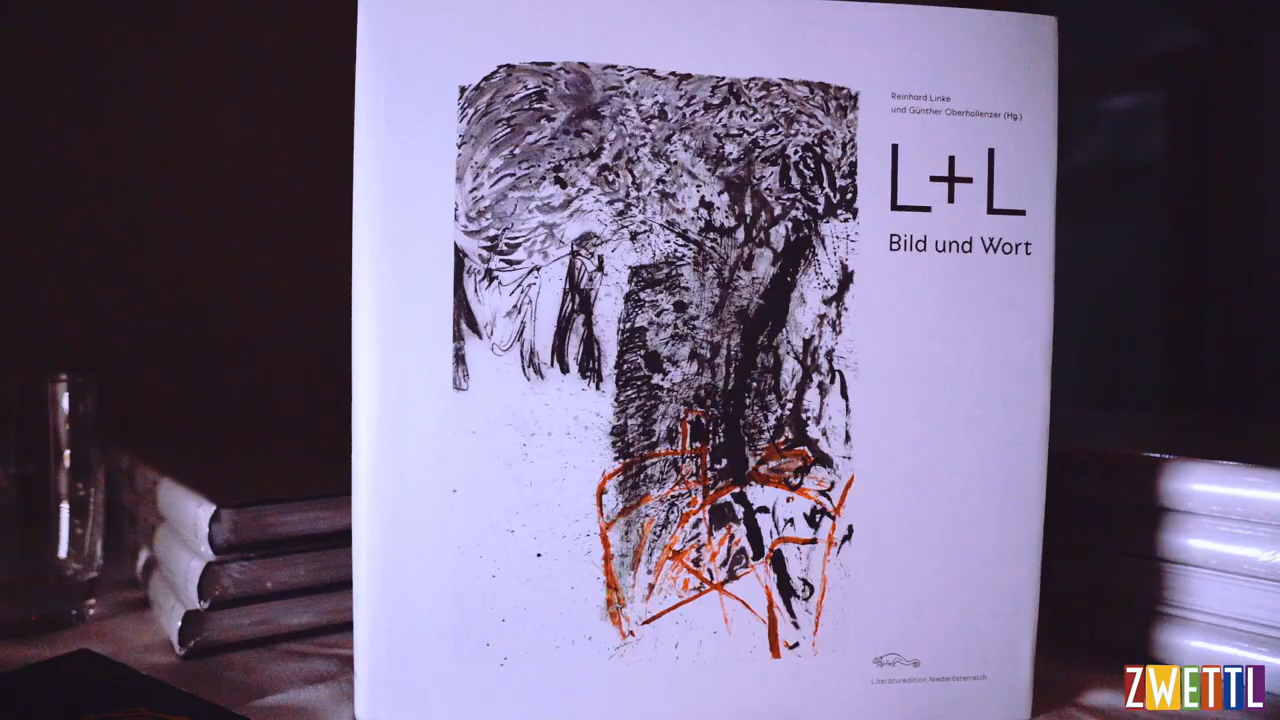 Reinhard Linke
und Günther Oberhollenzer (Hg.)
L+L
Bild und Wort
Literaturedition Niederösterreich
ZWETTL